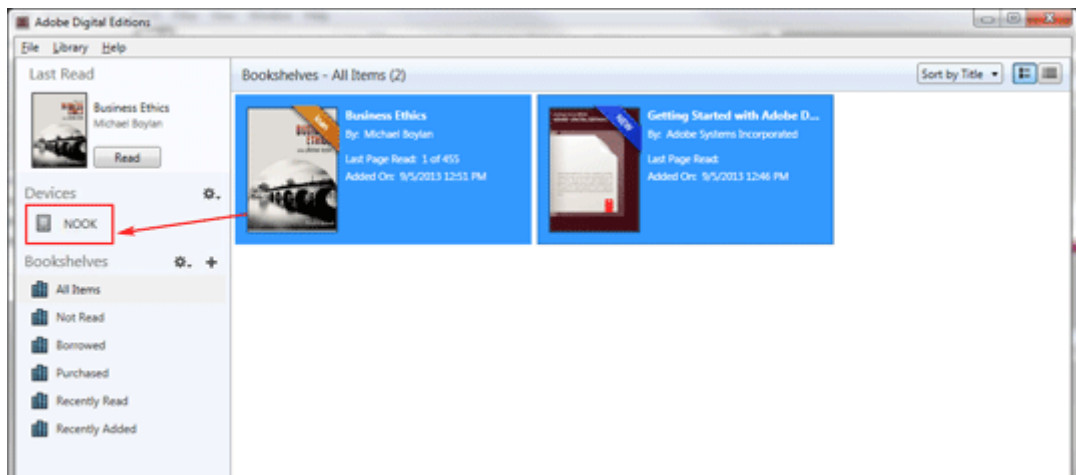 Adobe Digital Editions
File Library Help
Last Read
Business Ethics
Michael Boylan
Read
Devices
NOOK
Bookshelves
All Items
Not Read
Borrowed
Purchased
Recently Read
Recently Added
Bookshelves - All Items (2)
Sort by Title
Business Ethics
By: Michael Boylan
Last Page Read: 1 of 455
Added On: 9/5/2013 12:51 PM
NEW
Getting Started with Adobe D...
By: Adobe Systems Incorporated
Last Page Read:
Added On: 9/5/2013 12:46 PM